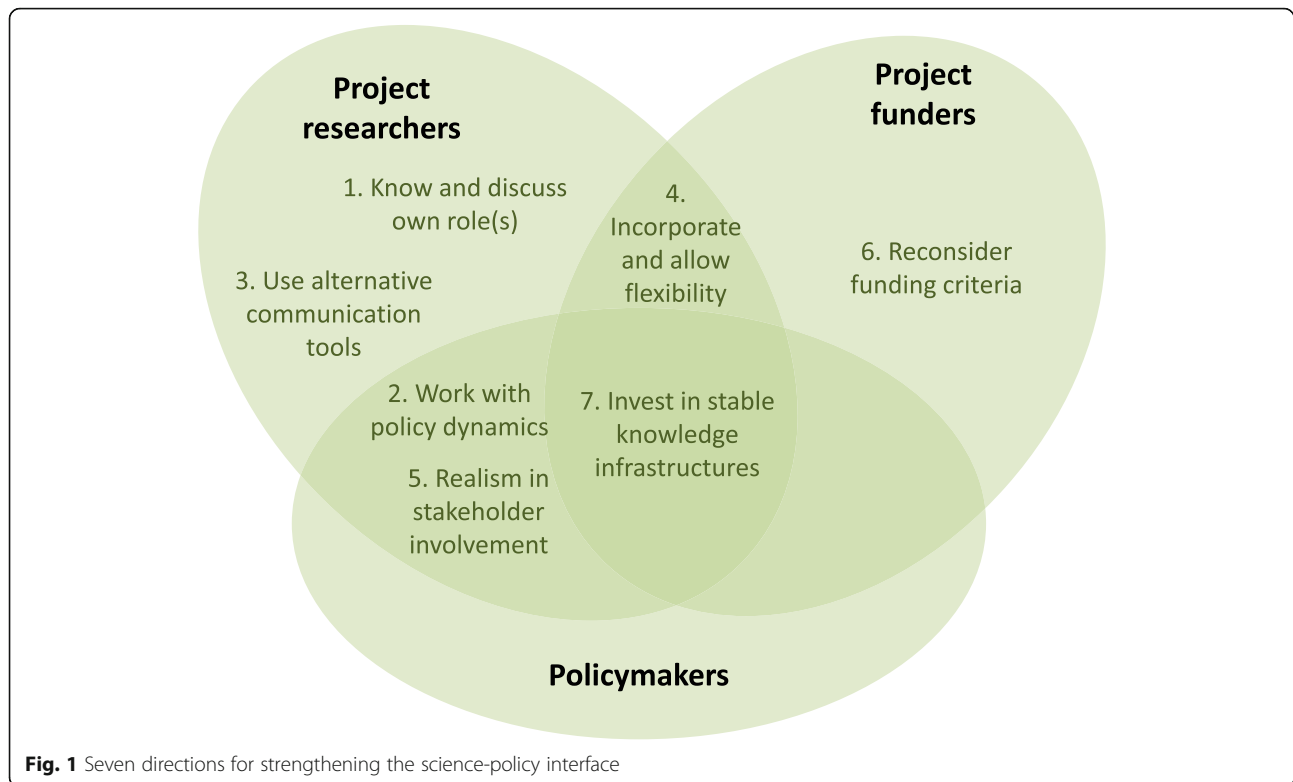 Project
researchers
Project
funders
1. Know and discuss
own role(s)
4.
Incorporate
and allow
flexibility
6. Reconsider
funding criteria
3. Use alternative
communication
tools
2. Work with
policy dynamics
7. Invest in stable
knowledge
infrastructures
5. Realism in
stakeholder
involvement
Policymakers
Fig. 1 Seven directions for strengthening the science-policy interface